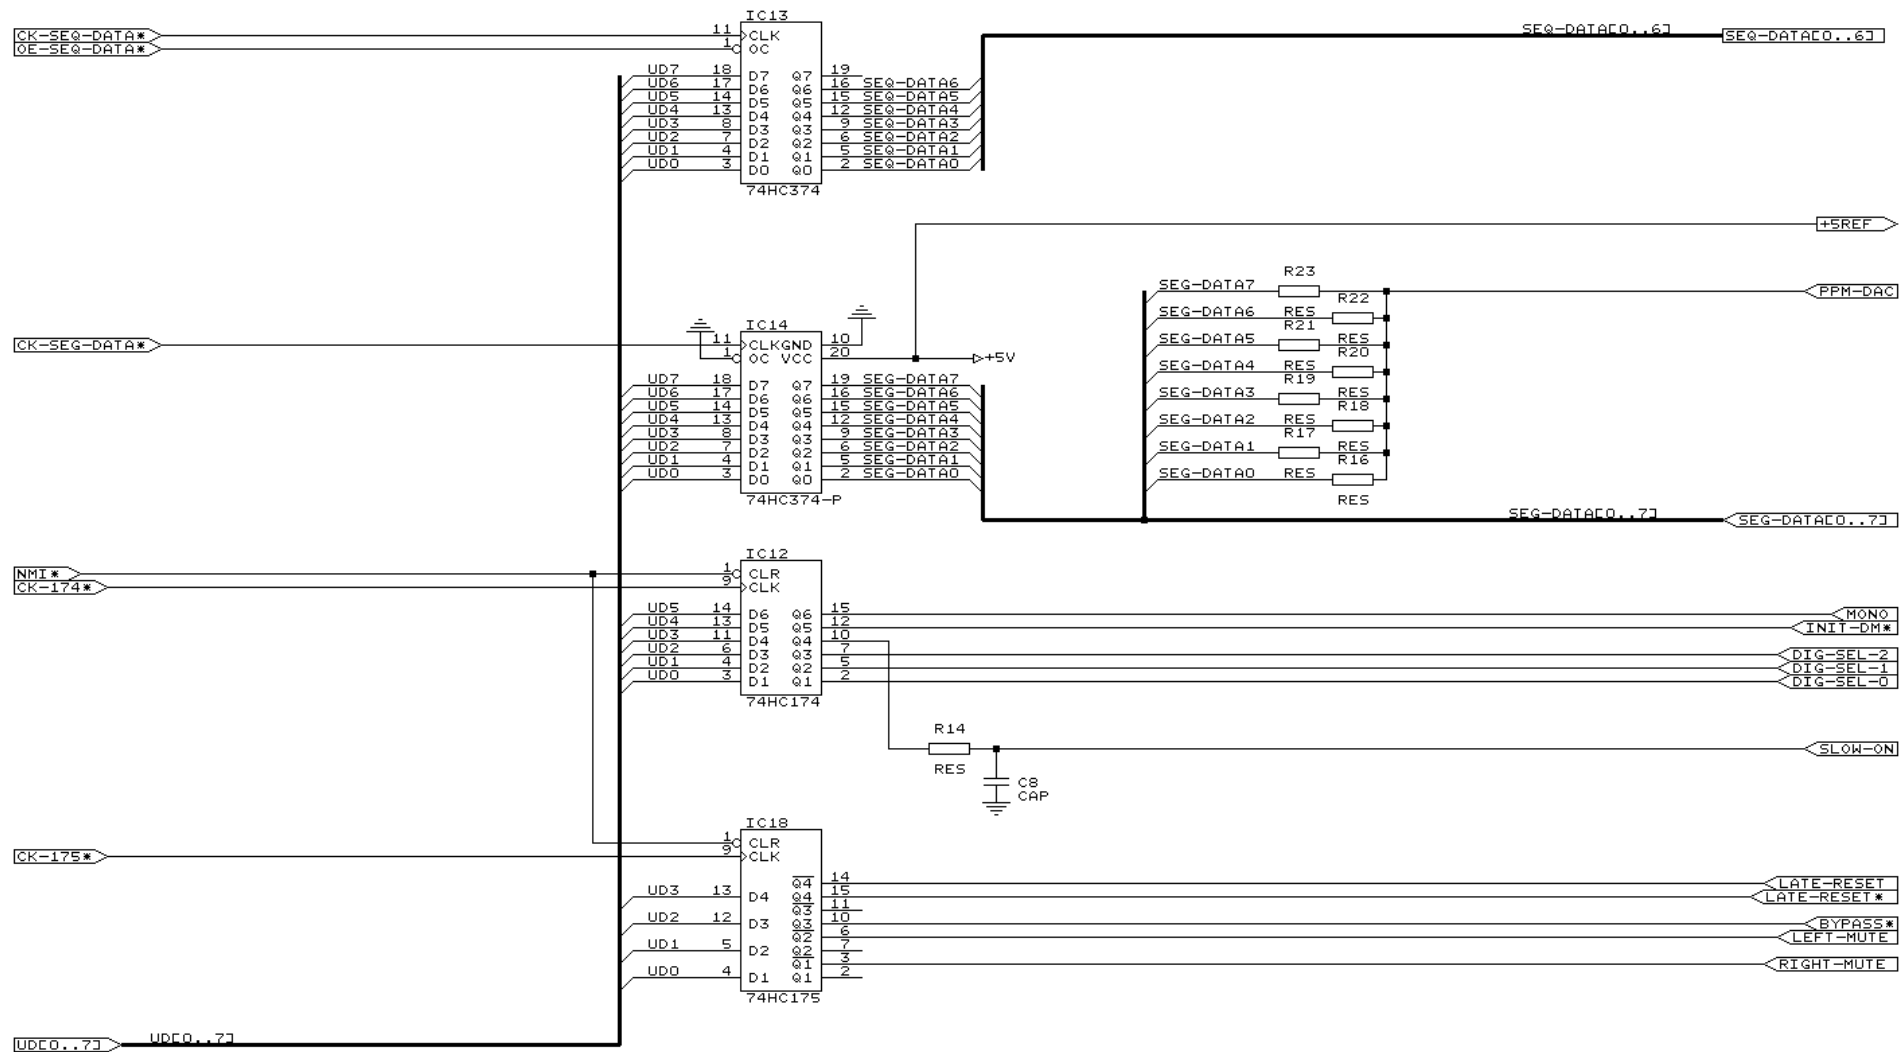 IC13
CK-SEQ-DATA* 11 CLK SEQ-DATA[0..6] SEQ-DATA[0..6]
OE-SEQ-DATA* 1 OC
UD7 18 D7 Q7 19
UD6 17 D6 Q6 16 SEQ-DATA6
UD5 14 D5 Q5 15 SEQ-DATA5
UD4 13 D4 Q4 12 SEQ-DATA4
UD3 8 D3 Q3 9 SEQ-DATA3
UD2 7 D2 Q2 6 SEQ-DATA2
UD1 4 D1 Q1 5 SEQ-DATA1
UD0 3 D0 Q0 2 SEQ-DATA0
74HC374
+5REF
R23
SEG-DATA7 PPM-DAC
R22
SEG-DATA6 RES
R21
SEG-DATA5 RES
R20
SEG-DATA4 RES
R19
SEG-DATA3 RES
R18
SEG-DATA2 RES
R17
SEG-DATA1 RES
R16
SEG-DATA0 RES
RES
IC14
CK-SEG-DATA* 11 CLK GND 10
1 OC VCC 20 +5V
UD7 18 D7 Q7 19 SEG-DATA7
UD6 17 D6 Q6 16 SEG-DATA6
UD5 14 D5 Q5 15 SEG-DATA5
UD4 13 D4 Q4 12 SEG-DATA4
UD3 8 D3 Q3 9 SEG-DATA3
UD2 7 D2 Q2 6 SEG-DATA2
UD1 4 D1 Q1 5 SEG-DATA1
UD0 3 D0 Q0 2 SEG-DATA0
74HC374-P
SEG-DATA[0..7] SEG-DATA[0..7]
IC12
NMI* 1 CLR
CK-174* 9 CLK
UD5 14 D6 Q6 15 MONO
UD4 13 D5 Q5 12 INIT-DM*
UD3 11 D4 Q4 10
UD2 6 D3 Q3 7 DIG-SEL-2
UD1 4 D2 Q2 5 DIG-SEL-1
UD0 3 D1 Q1 2 DIG-SEL-0
74HC174
R14
SLOW-ON
RES
C8
CAP
IC18
1 CLR
CK-175* 9 CLK
Q4 14 LATE-RESET
UD3 13 D4 Q4 15 LATE-RESET*
Q3 11
UD2 12 D3 Q3 10 BYPASS*
Q2 6 LEFT-MUTE
UD1 5 D2 Q2 7
Q1 3 RIGHT-MUTE
UD0 4 D1 Q1 2
74HC175
UD[0..7] UD[0..7]